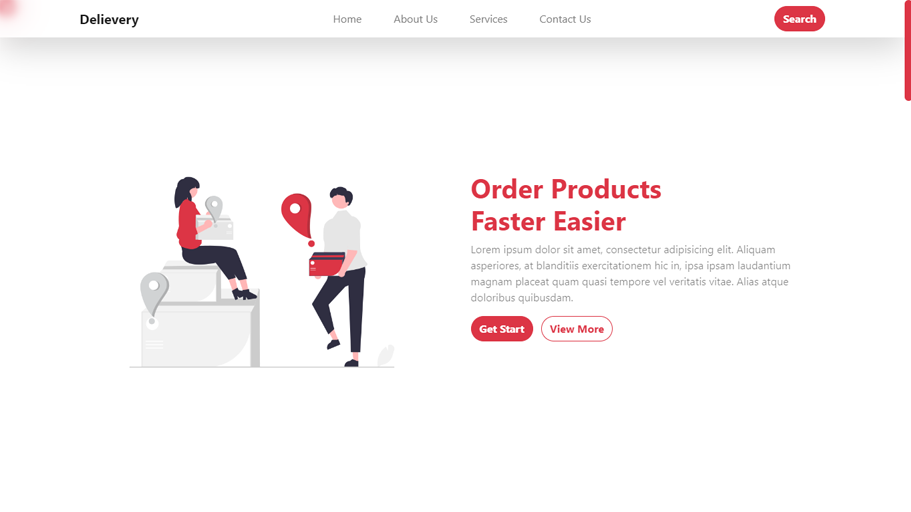 Delievery
Home
About Us
Services
Contact Us
Search
Order Products
Faster Easier
Lorem ipsum dolor sit amet, consectetur adipisicing elit. Aliquam
asperiores, at blanditiis exercitationem hic in, ipsa ipsam laudantium
magnam placeat quam quasi tempore vel veritatis vitae. Alias atque
doloribus quibusdam.
Get Start
View More